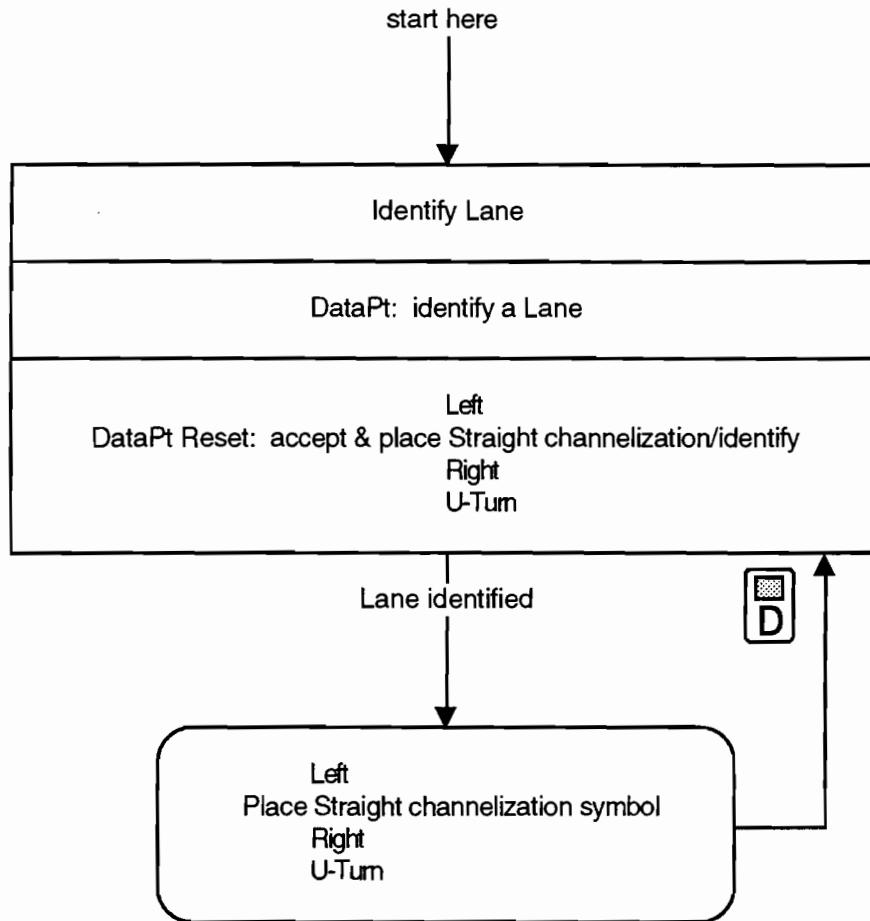 start here
Identify Lane
DataPt: identify a Lane
Left
DataPt Reset: accept & place Straight channelization/identify
Right
U-Turn
Lane identified
D
Left
Place Straight channelization symbol
Right
U-Turn